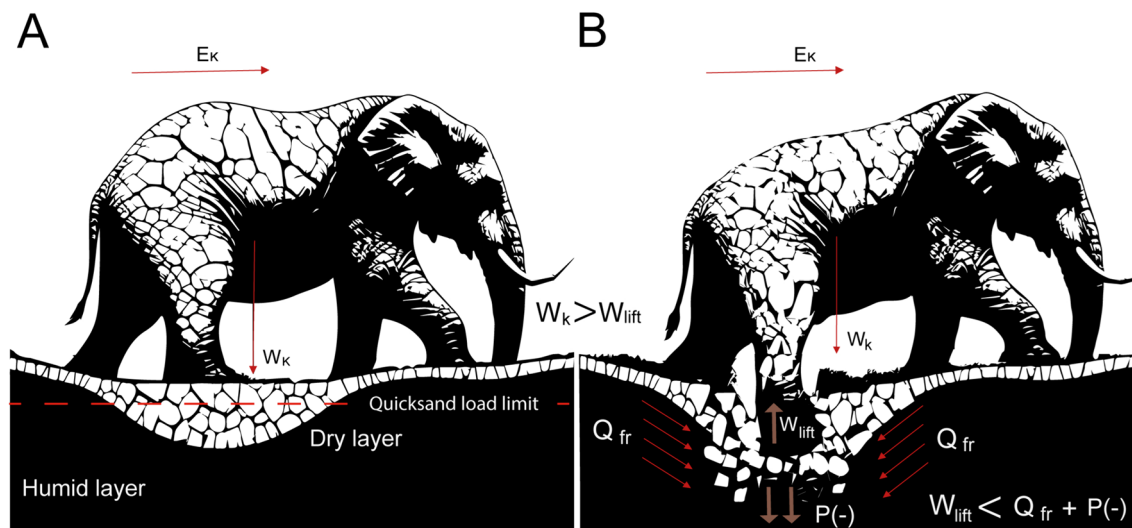 A
Eκ
Wκ
Wk > Wlift
Quicksand load limit
Dry layer
Humid layer
B
Eκ
Wk
Wlift
Q fr
Q fr
P(-)
Wlift < Q fr + P(-)